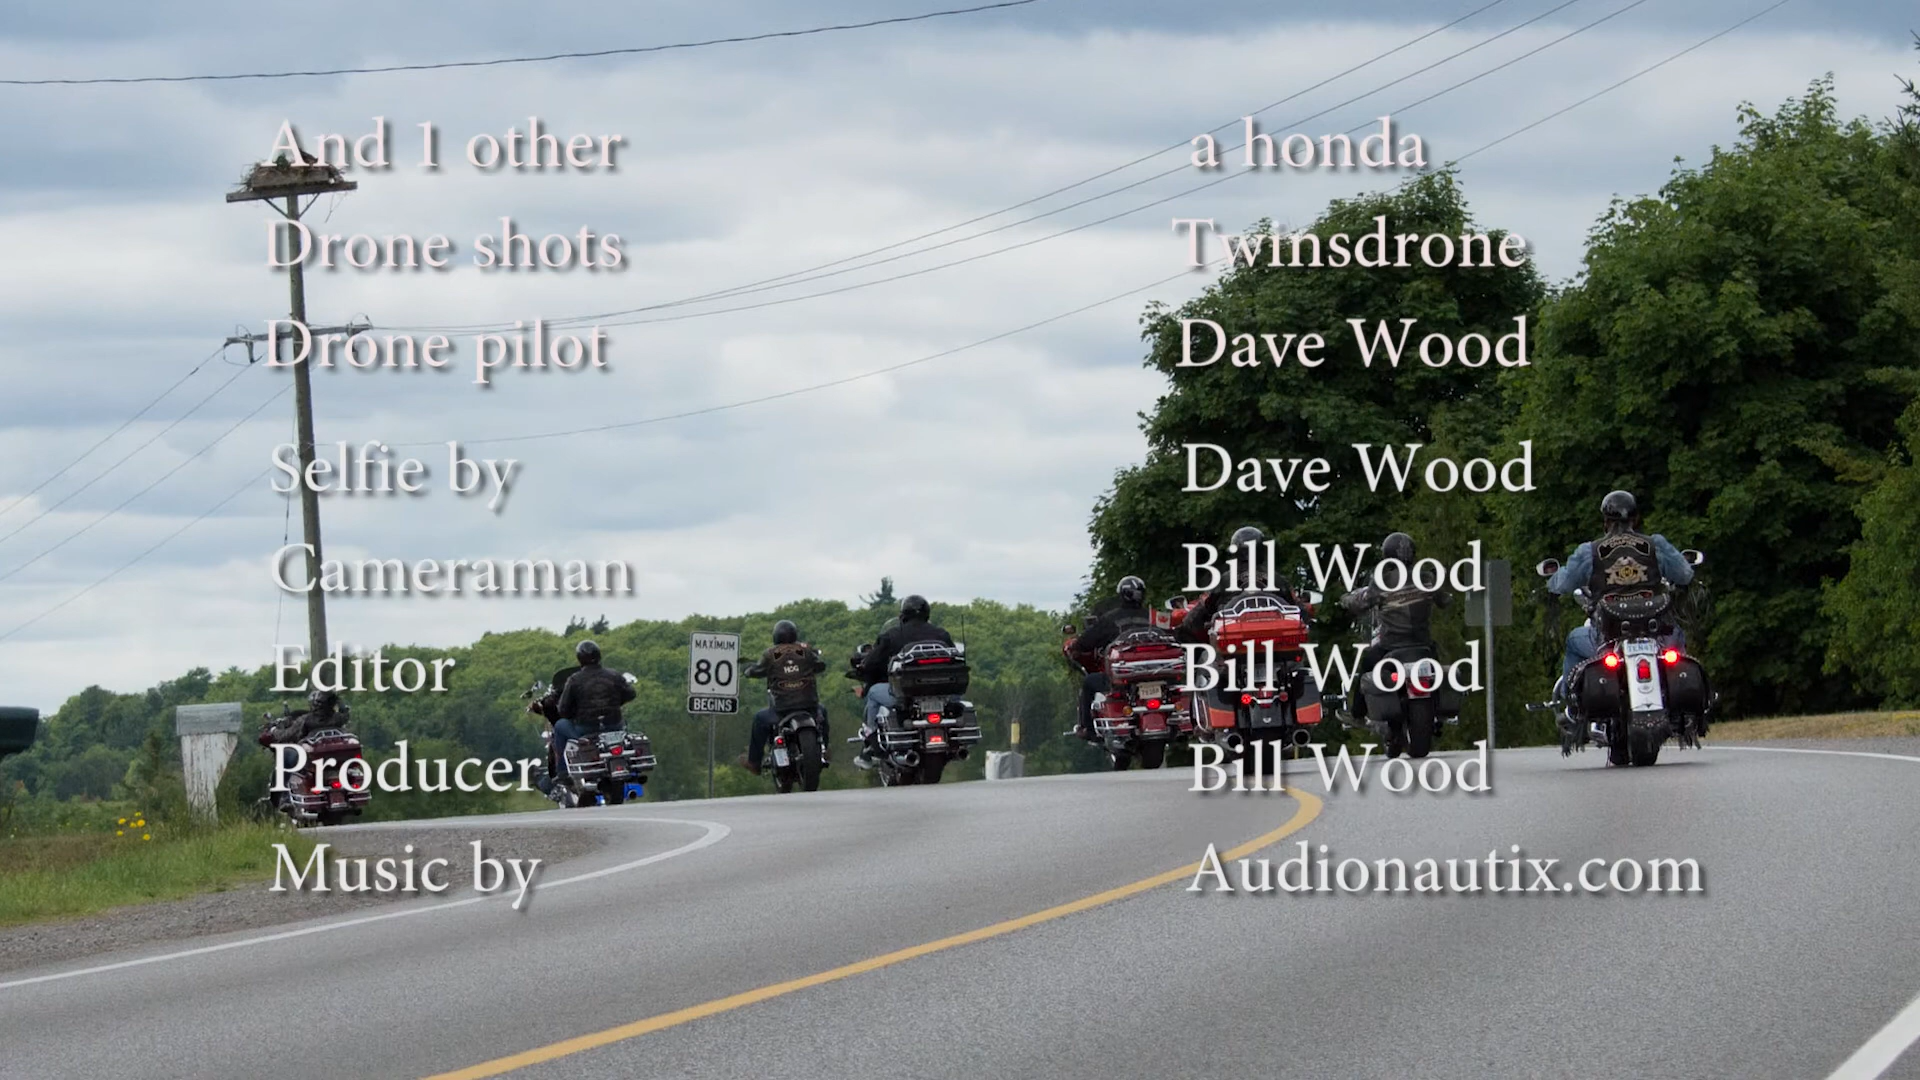 And 1 other a honda
Drone shots Twinsdrone
Drone pilot Dave Wood
Selfie by Dave Wood
Cameraman Bill Wood
Editor Bill Wood
Producer Bill Wood
Music by Audionautix.com
MAXIMUM
80
BEGINS
HOG